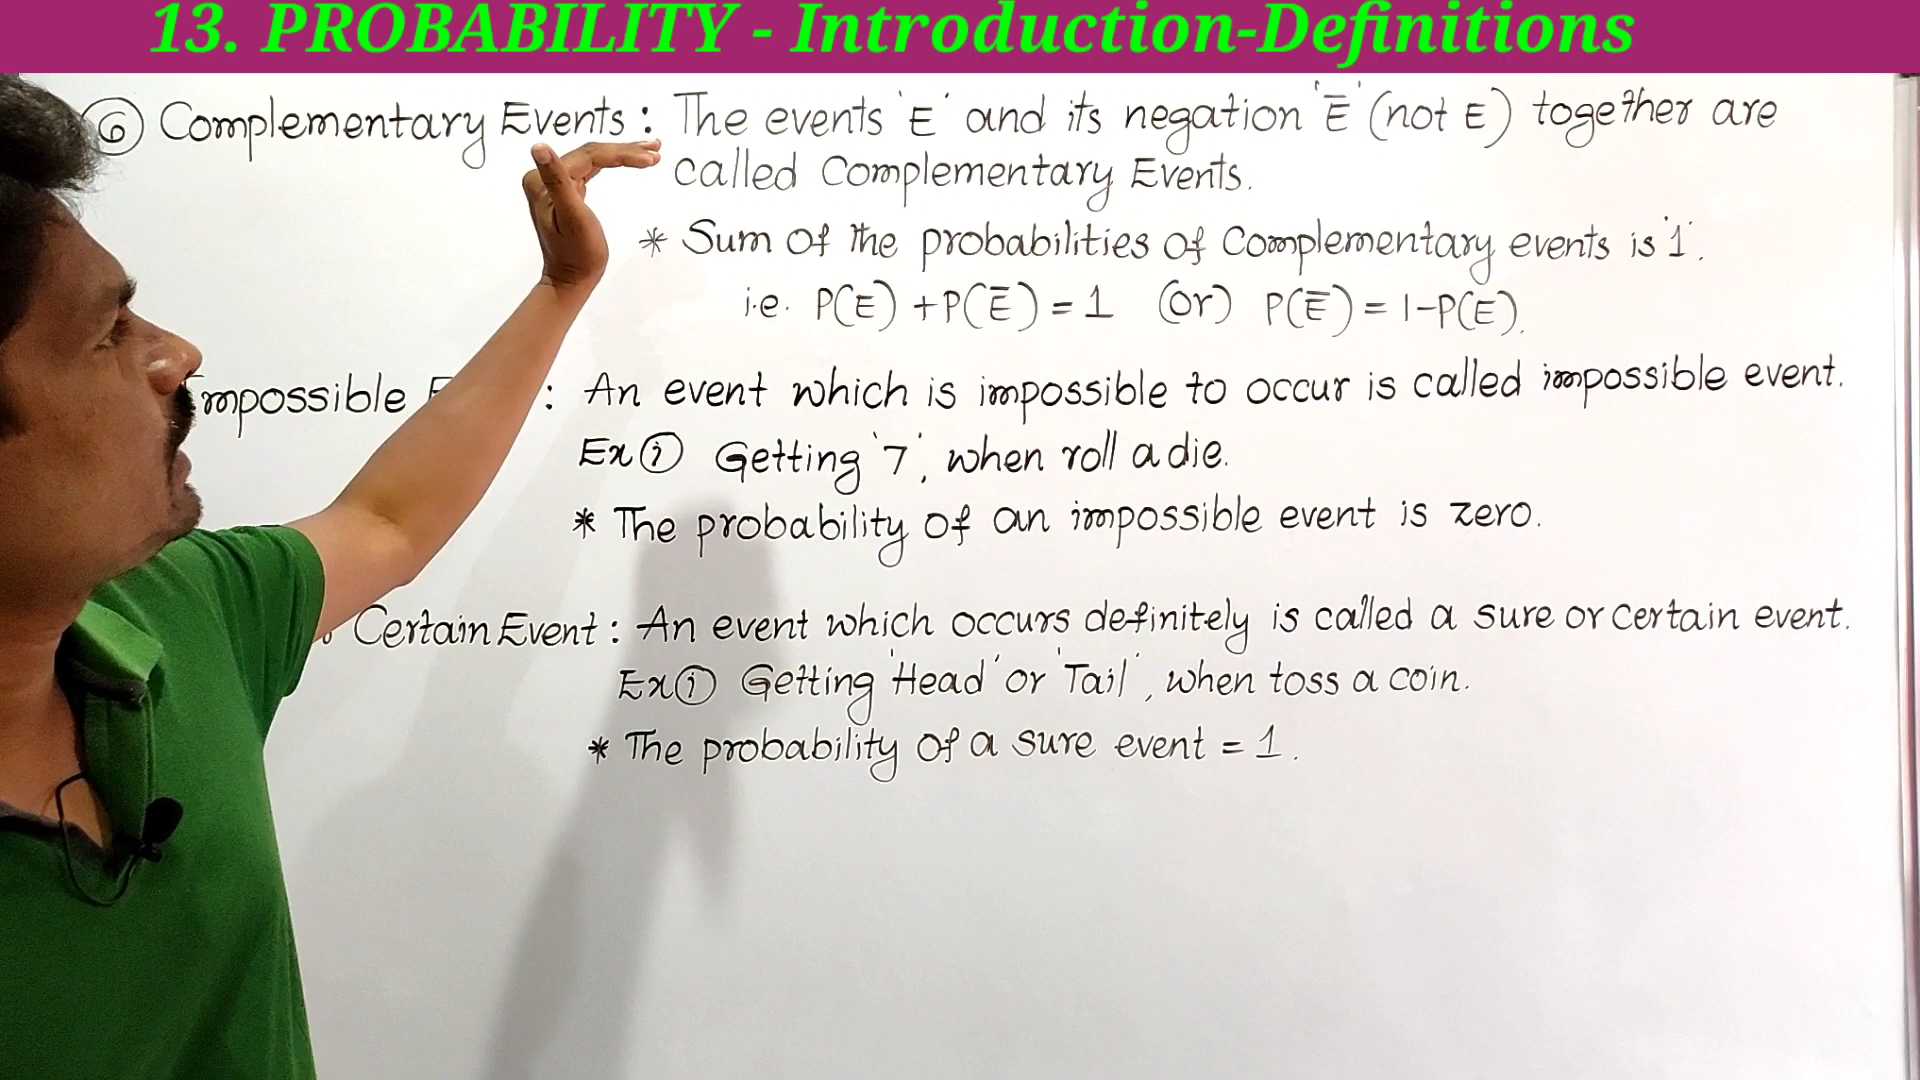 13. PROBABILITY - Introduction-Definitions
⑥ Complementary Events : The events 'E' and its negation 'E̅' (not E) together are
called Complementary Events.
* Sum of the probabilities of Complementary events is '1'.
i.e. P(E) + P(E̅) = 1 (or) P(E̅) = 1-P(E).
Impossible E : An event which is impossible to occur is called impossible event.
Ex ① Getting '7', when roll a die.
* The probability of an impossible event is zero.
Certain Event : An event which occurs definitely is called a sure or certain event.
Ex ① Getting 'Head' or 'Tail', when toss a coin.
* The probability of a sure event = 1.